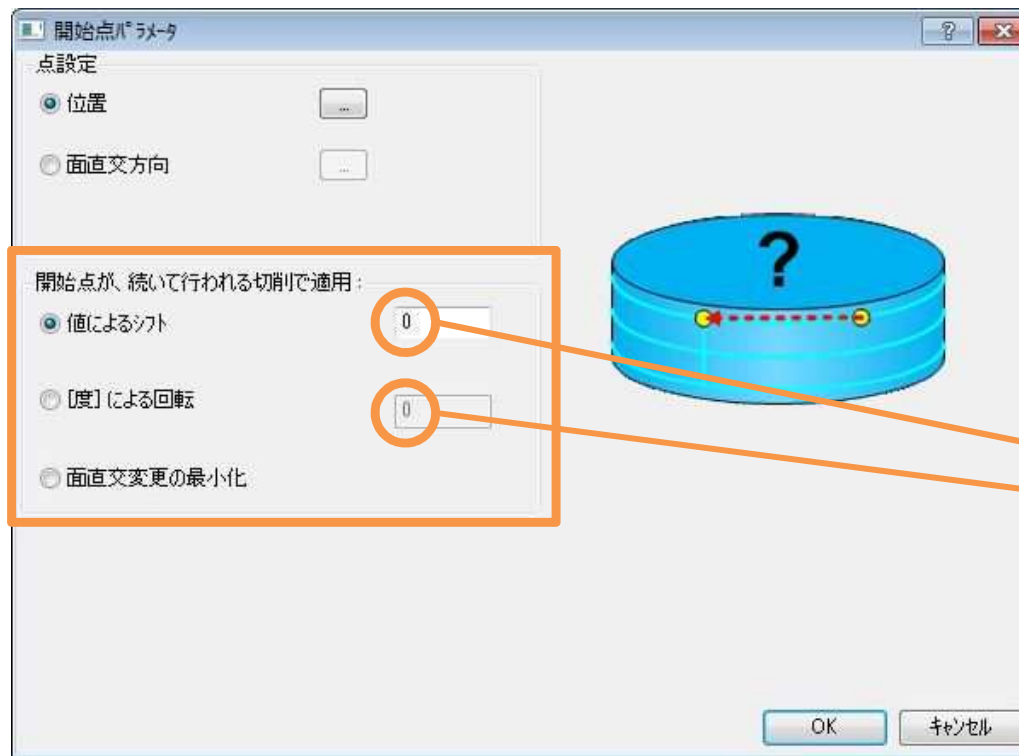 開始点パラメータ
点設定
位置
...
面直交方向
...
開始点が、続いて行われる切削で適用:
値によるシフト
0
[度]による回転
0
面直交変更の最小化
?
OK
キャンセル